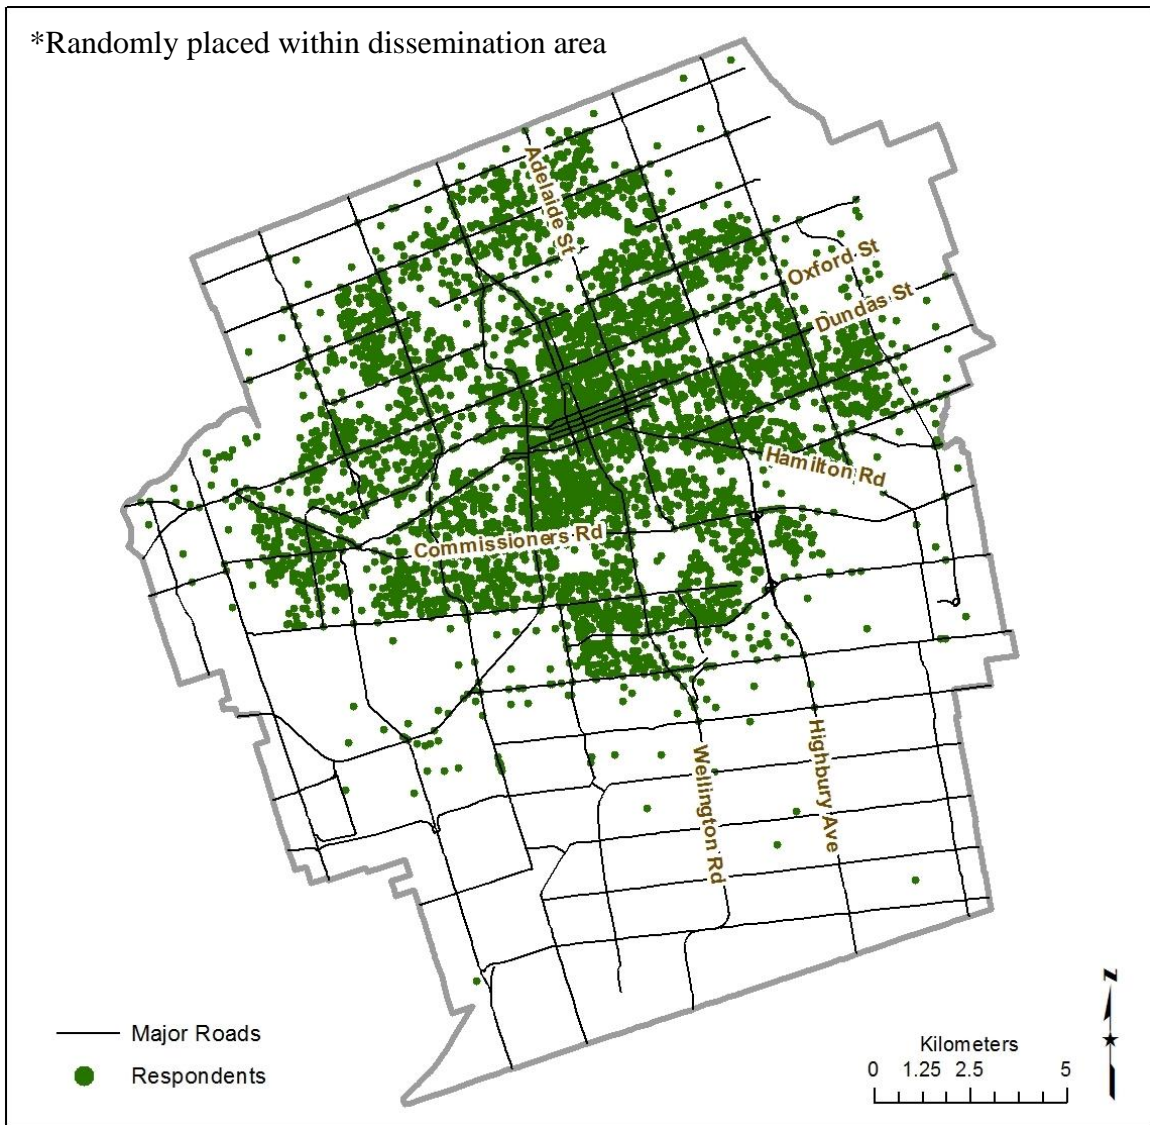 *Randomly placed within dissemination area
Adelaide St
Oxford St
Dundas St
Hamilton Rd
Commissioners Rd
Wellington Rd
Highbury Ave
Major Roads
Respondents
Kilometers
0 1.25 2.5 5
N